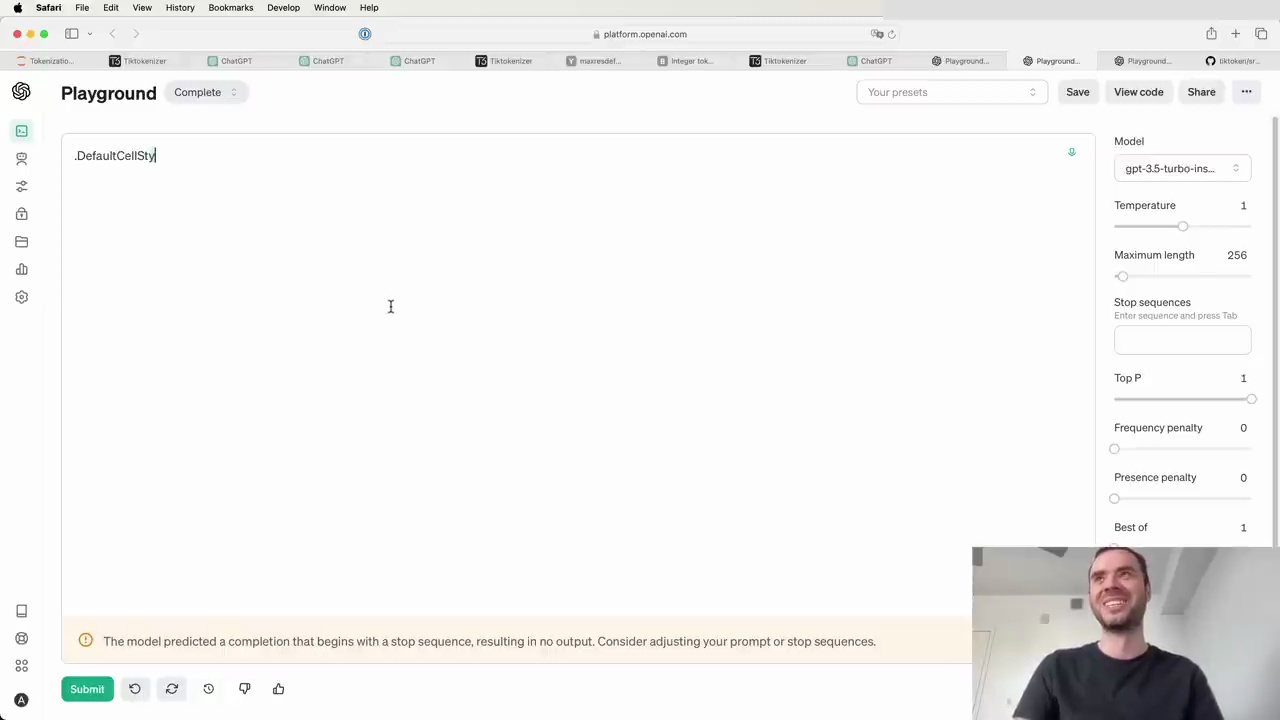 Safari File Edit View History Bookmarks Develop Window Help
platform.openai.com
Tokenizatio... Tiktokenizer ChatGPT ChatGPT ChatGPT Tiktokenizer maxresdef... Integer tok... Tiktokenizer ChatGPT Playground... Playground... Playground... tiktoken/sr...
Playground Complete Your presets Save View code Share
.DefaultCellSty
Model
gpt-3.5-turbo-ins...
Temperature 1
Maximum length 256
Stop sequences
Enter sequence and press Tab
Top P 1
Frequency penalty 0
Presence penalty 0
Best of 1
The model predicted a completion that begins with a stop sequence, resulting in no output. Consider adjusting your prompt or stop sequences.
Submit
A